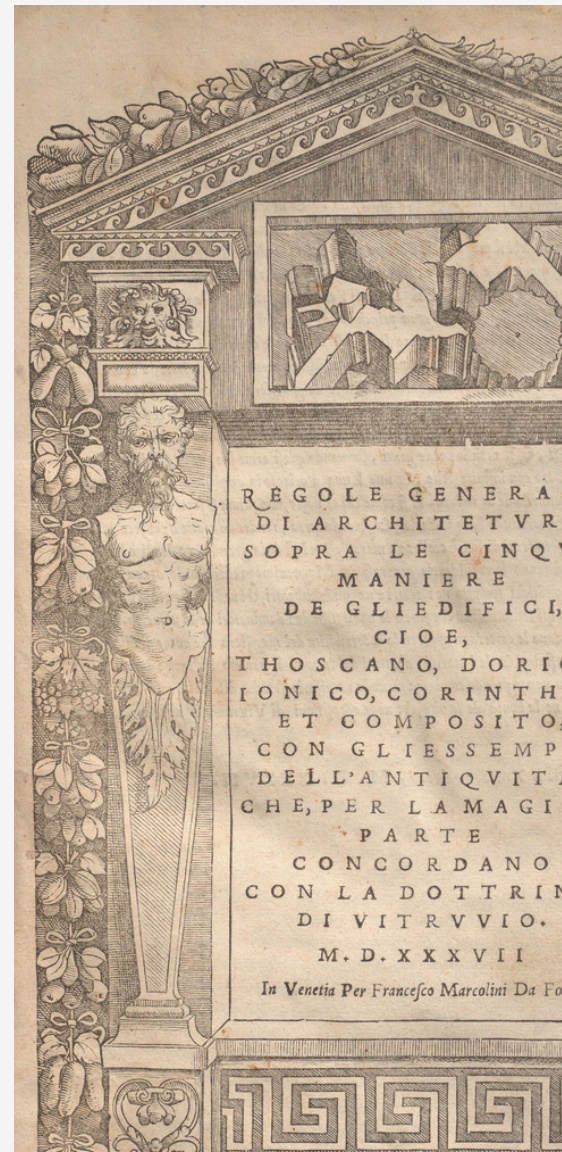 REGOLE GENERA
DI ARCHITETVR
SOPRA LE CINQV
MANIERE
DE GLIEDIFICI,
CIOE,
THOSCANO, DORIC
IONICO, CORINTH
ET COMPOSITO,
CON GLIESSEMP
DELL'ANTIQVITA
CHE, PER LAMAGI
PARTE
CONCORDANO
CON LA DOTTRIN
DI VITRVVIO.
M. D. XXXVII
In Venetia Per Francesco Marcolini Da Fo